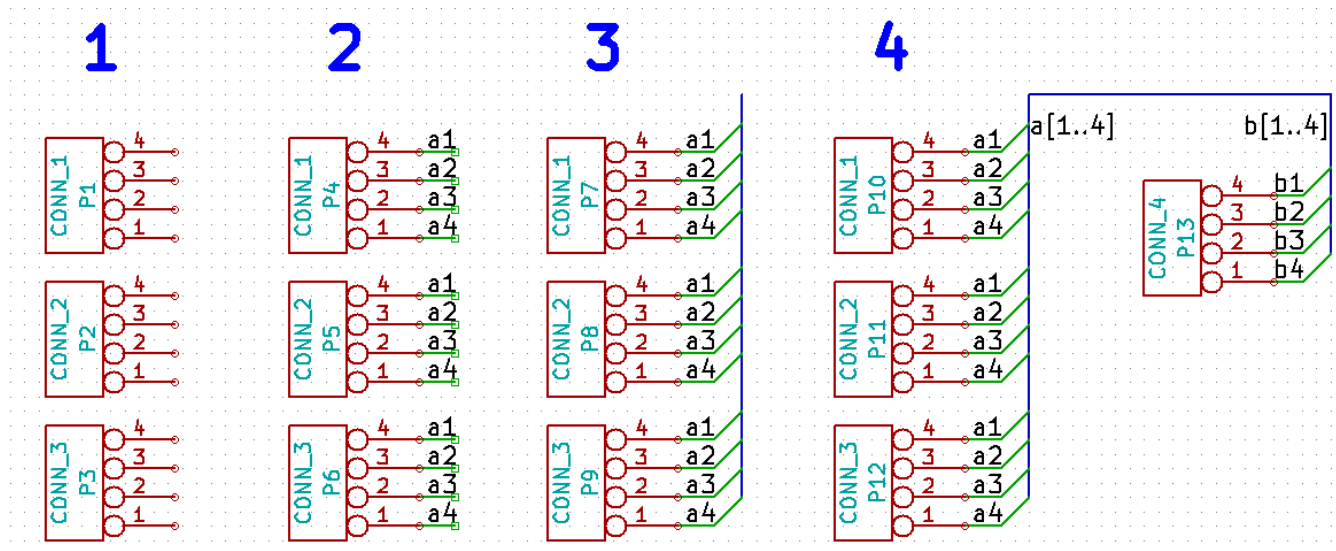 1 2 3 4
a[1..4] b[1..4]
CONN_1 P1 4 3 2 1
CONN_1 P4 4 3 2 1 a1 a2 a3 a4
CONN_1 P7 4 3 2 1 a1 a2 a3 a4
CONN_1 P10 4 3 2 1 a1 a2 a3 a4
CONN_4 P13 4 3 2 1 b1 b2 b3 b4
CONN_2 P2 4 3 2 1
CONN_2 P5 4 3 2 1 a1 a2 a3 a4
CONN_2 P8 4 3 2 1 a1 a2 a3 a4
CONN_2 P11 4 3 2 1 a1 a2 a3 a4
CONN_3 P3 4 3 2 1
CONN_3 P6 4 3 2 1 a1 a2 a3 a4
CONN_3 P9 4 3 2 1 a1 a2 a3 a4
CONN_3 P12 4 3 2 1 a1 a2 a3 a4